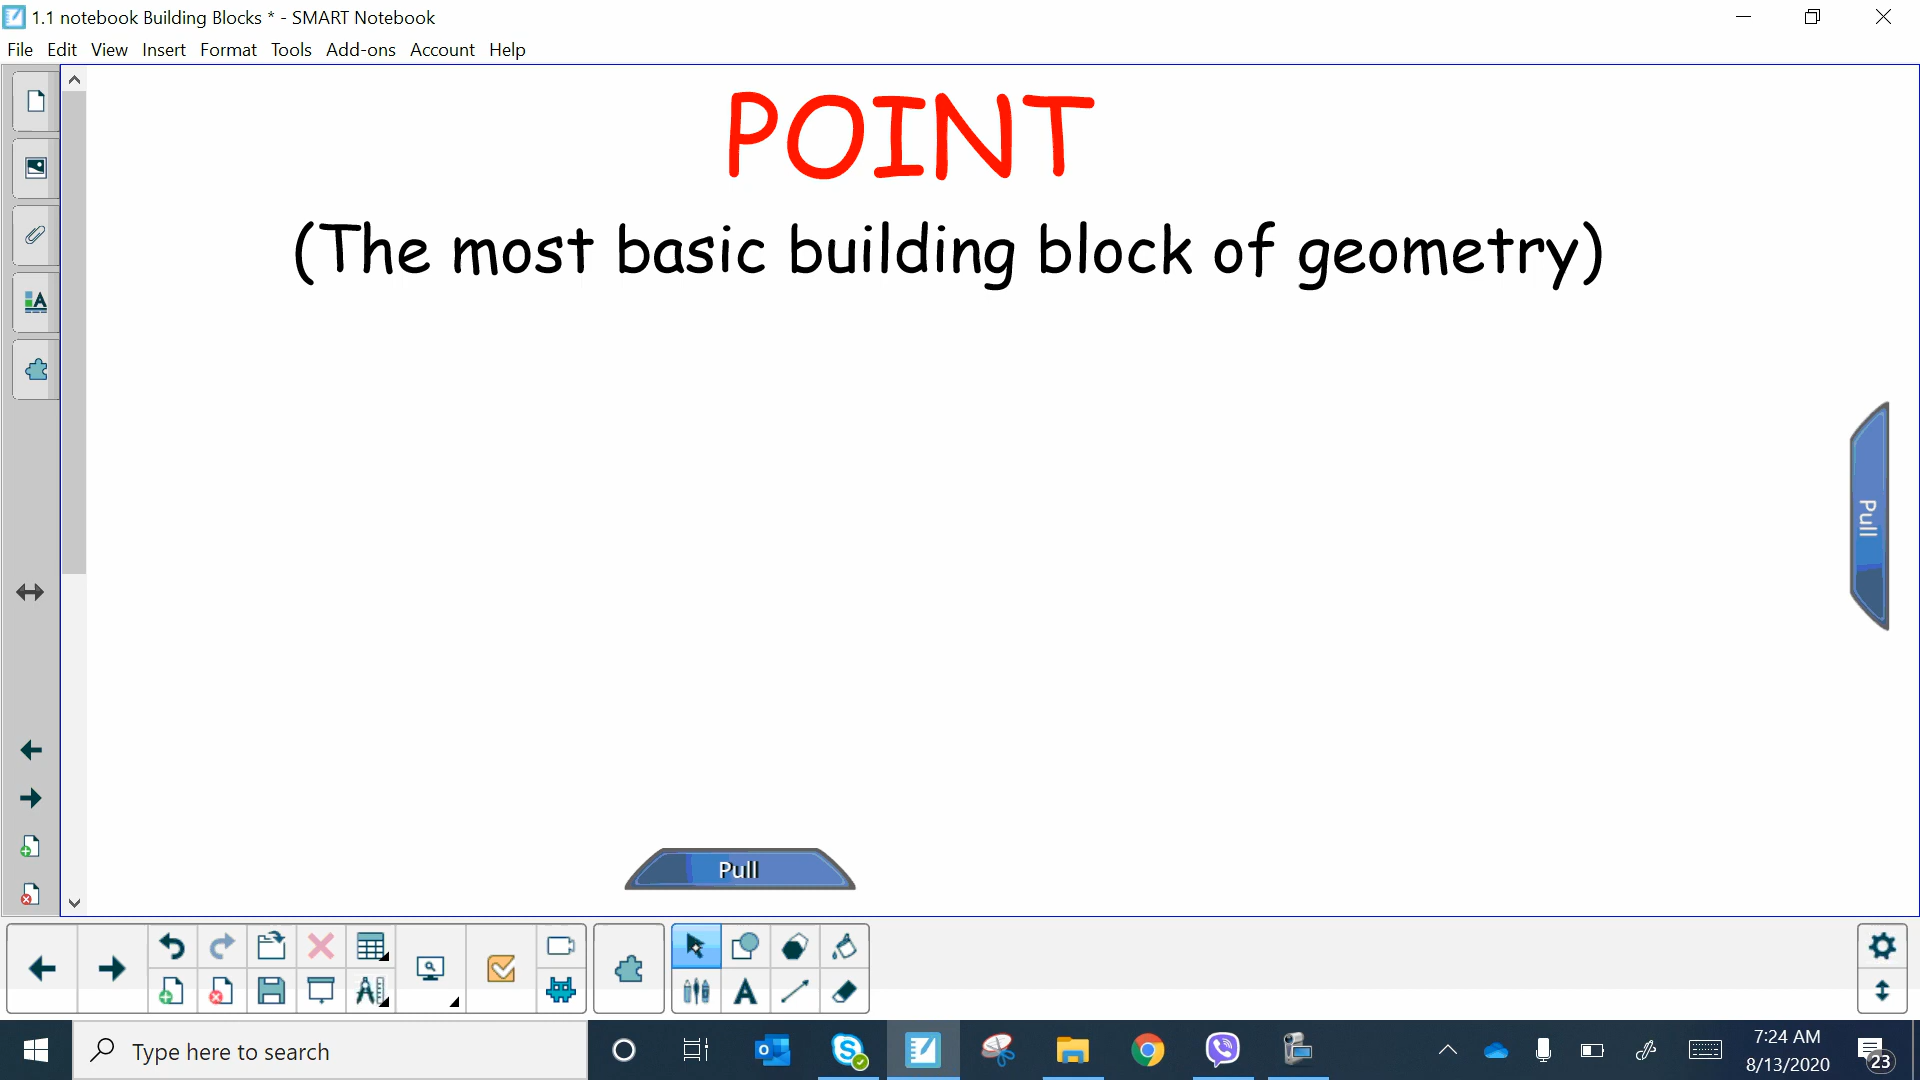 1.1 notebook Building Blocks * - SMART Notebook
File Edit View Insert Format Tools Add-ons Account Help
POINT
(The most basic building block of geometry)
Pull
Pull
Type here to search
7:24 AM
8/13/2020
23